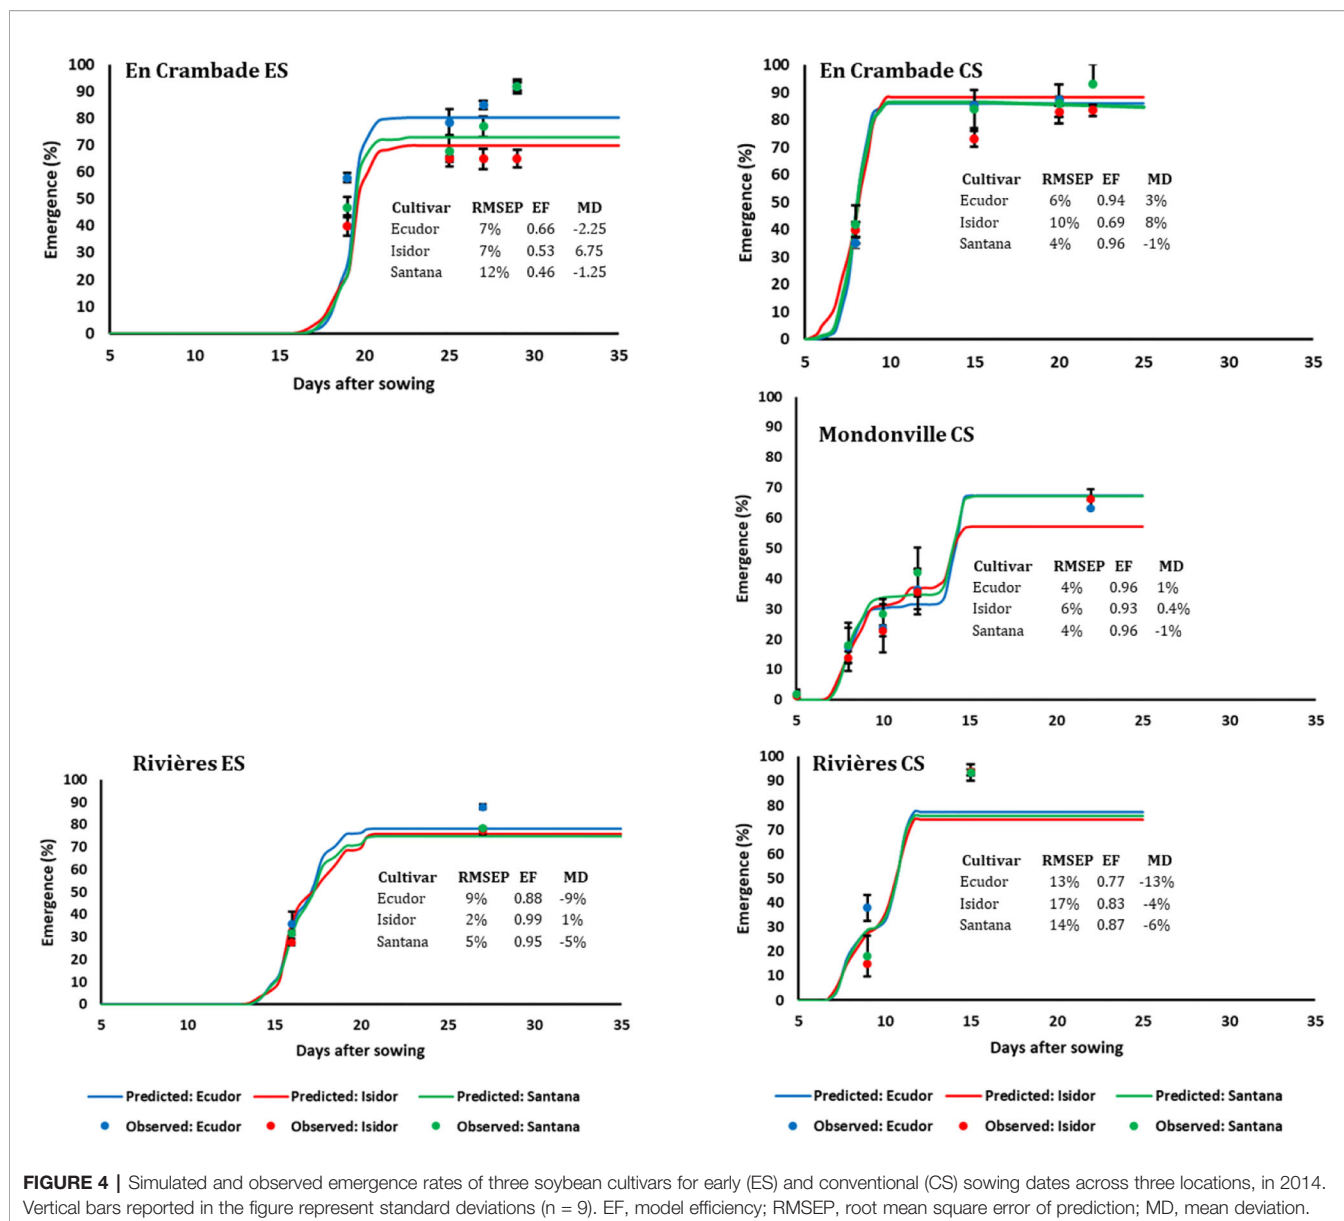 En Crambade ES
100
90
80
70
60
50
40
30
20
10
0
Emergence (%)
5 10 15 20 25 30 35
Days after sowing
Cultivar RMSEP EF MD
Ecudor 7% 0.66 -2.25
Isidor 7% 0.53 6.75
Santana 12% 0.46 -1.25
En Crambade CS
100
90
80
70
60
50
40
30
20
10
0
Emergence (%)
5 10 15 20 25 30 35
Cultivar RMSEP EF MD
Ecudor 6% 0.94 3%
Isidor 10% 0.69 8%
Santana 4% 0.96 -1%
Mondonville CS
100
90
80
70
60
50
40
30
20
10
0
Emergence (%)
5 10 15 20 25 30 35
Cultivar RMSEP EF MD
Ecudor 4% 0.96 1%
Isidor 6% 0.93 0.4%
Santana 4% 0.96 -1%
Rivières ES
100
90
80
70
60
50
40
30
20
10
0
Emergence (%)
5 10 15 20 25 30 35
Days after sowing
Cultivar RMSEP EF MD
Ecudor 9% 0.88 -9%
Isidor 2% 0.99 1%
Santana 5% 0.95 -5%
Rivières CS
100
90
80
70
60
50
40
30
20
10
0
Emergence (%)
5 10 15 20 25 30 35
Days after sowing
Cultivar RMSEP EF MD
Ecudor 13% 0.77 -13%
Isidor 17% 0.83 -4%
Santana 14% 0.87 -6%
Predicted: Ecudor Predicted: Isidor Predicted: Santana
Observed: Ecudor Observed: Isidor Observed: Santana
Predicted: Ecudor Predicted: Isidor Predicted: Santana
Observed: Ecudor Observed: Isidor Observed: Santana
FIGURE 4 | Simulated and observed emergence rates of three soybean cultivars for early (ES) and conventional (CS) sowing dates across three locations, in 2014.
Vertical bars reported in the figure represent standard deviations (n = 9). EF, model efficiency; RMSEP, root mean square error of prediction; MD, mean deviation.